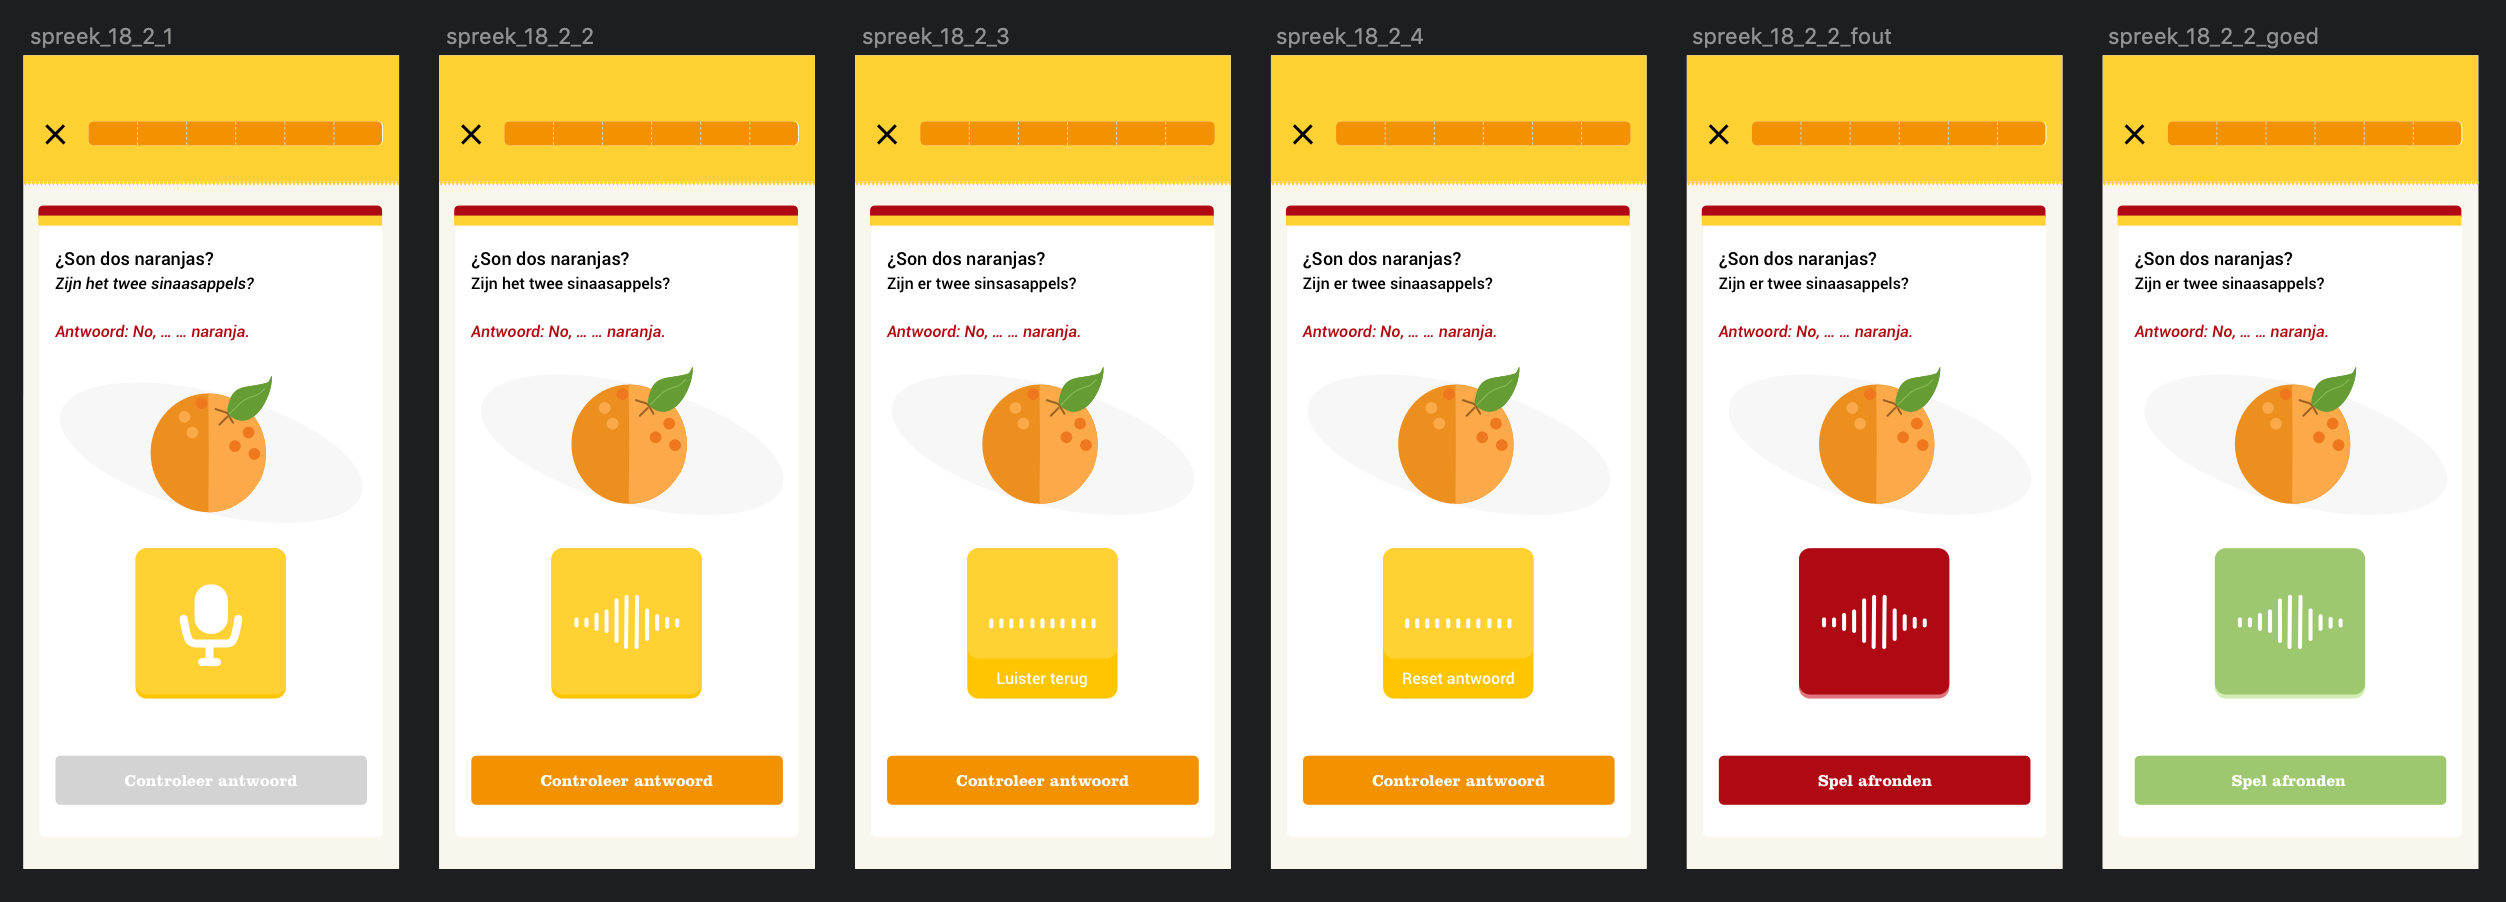 spreek_18_2_1
¿Son dos naranjas?
Zijn het twee sinaasappels?
Antwoord: No, ... ... naranja.
Controleer antwoord
spreek_18_2_2
¿Son dos naranjas?
Zijn het twee sinaasappels?
Antwoord: No, ... ... naranja.
Controleer antwoord
spreek_18_2_3
¿Son dos naranjas?
Zijn er twee sinsasappels?
Antwoord: No, ... ... naranja.
Luister terug
Controleer antwoord
spreek_18_2_4
¿Son dos naranjas?
Zijn er twee sinaasappels?
Antwoord: No, ... ... naranja.
Reset antwoord
Controleer antwoord
spreek_18_2_2_fout
¿Son dos naranjas?
Zijn er twee sinaasappels?
Antwoord: No, ... ... naranja.
Spel afronden
spreek_18_2_2_goed
¿Son dos naranjas?
Zijn er twee sinaasappels?
Antwoord: No, ... ... naranja.
Spel afronden